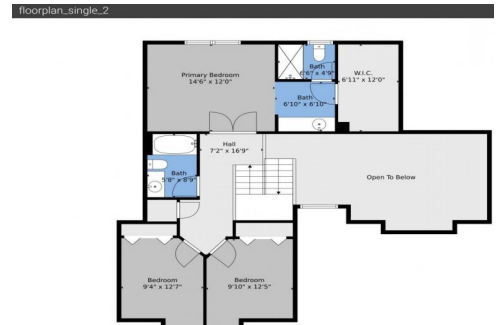 floorplan_single_2
Primary Bedroom
14'6" x 12'0"
Bath
6'6" x 4'9"
W.I.C.
6'11" x 12'0"
Bath
6'10" x 6'10"
Hall
7'2" x 16'9"
Bath
5'8" x 8'9"
Open To Below
Bedroom
9'4" x 12'7"
Bedroom
9'10" x 12'5"